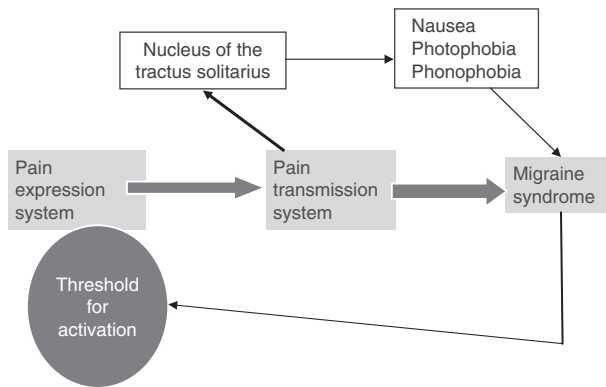 Nucleus of the
tractus solitarius
Nausea
Photophobia
Phonophobia
Pain
expression
system
Pain
transmission
system
Migraine
syndrome
Threshold
for
activation